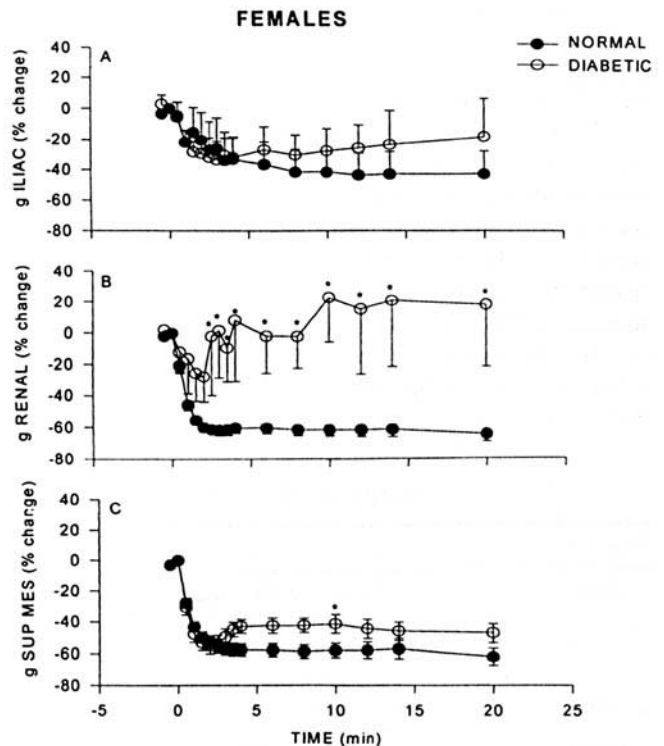 FEMALES
NORMAL
DIABETIC
A
g ILIAC (% change)
40
20
0
-20
-40
-60
-80
B
g RENAL (% change)
40
20
0
-20
-40
-60
-80
C
g SUP MES (% change)
40
20
0
-20
-40
-60
-80
-5 0 5 10 15 20 25
TIME (min)